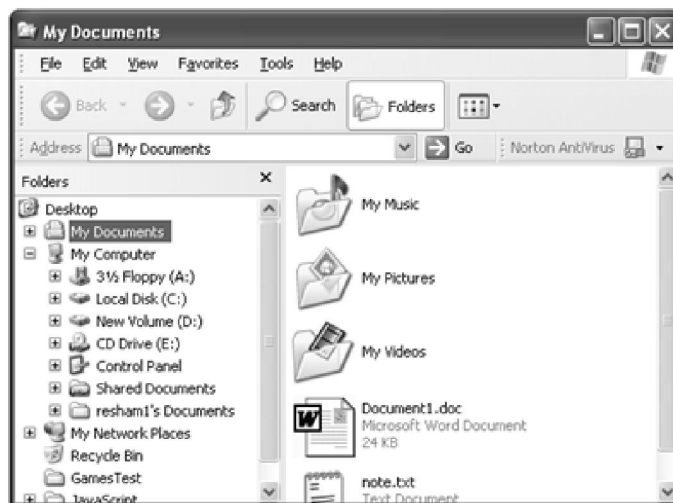 My Documents
File Edit View Favorites Tools Help
Back Search Folders
Address My Documents Go Norton AntiVirus
Folders
Desktop
My Documents
My Computer
3½ Floppy (A:)
Local Disk (C:)
New Volume (D:)
CD Drive (E:)
Control Panel
Shared Documents
resham1's Documents
My Network Places
Recycle Bin
GamesTest
JavaScript
My Music
My Pictures
My Videos
Document1.doc
Microsoft Word Document
24 KB
note.txt
Text Document